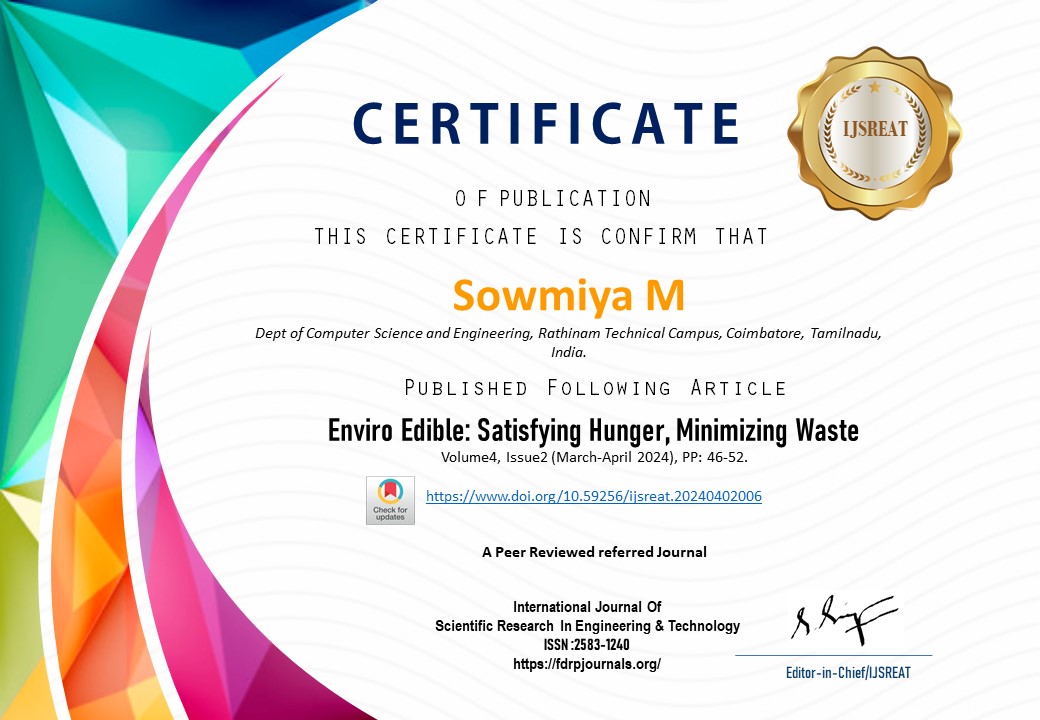 CERTIFICATE
IJSREAT
O F PUBLICATION
THIS CERTIFICATE IS CONFIRM THAT
Sowmiya M
Dept of Computer Science and Engineering, Rathinam Technical Campus, Coimbatore, Tamilnadu,
India.
Published Following Article
Enviro Edible: Satisfying Hunger, Minimizing Waste
Volume4, Issue2 (March-April 2024), PP: 46-52.
Check for
updates
https://www.doi.org/10.59256/ijsreat.20240402006
A Peer Reviewed referred Journal
International Journal Of
Scientific Research In Engineering & Technology
ISSN :2583-1240
https://fdrpjournals.org/
Editor-in-Chief/IJSREAT